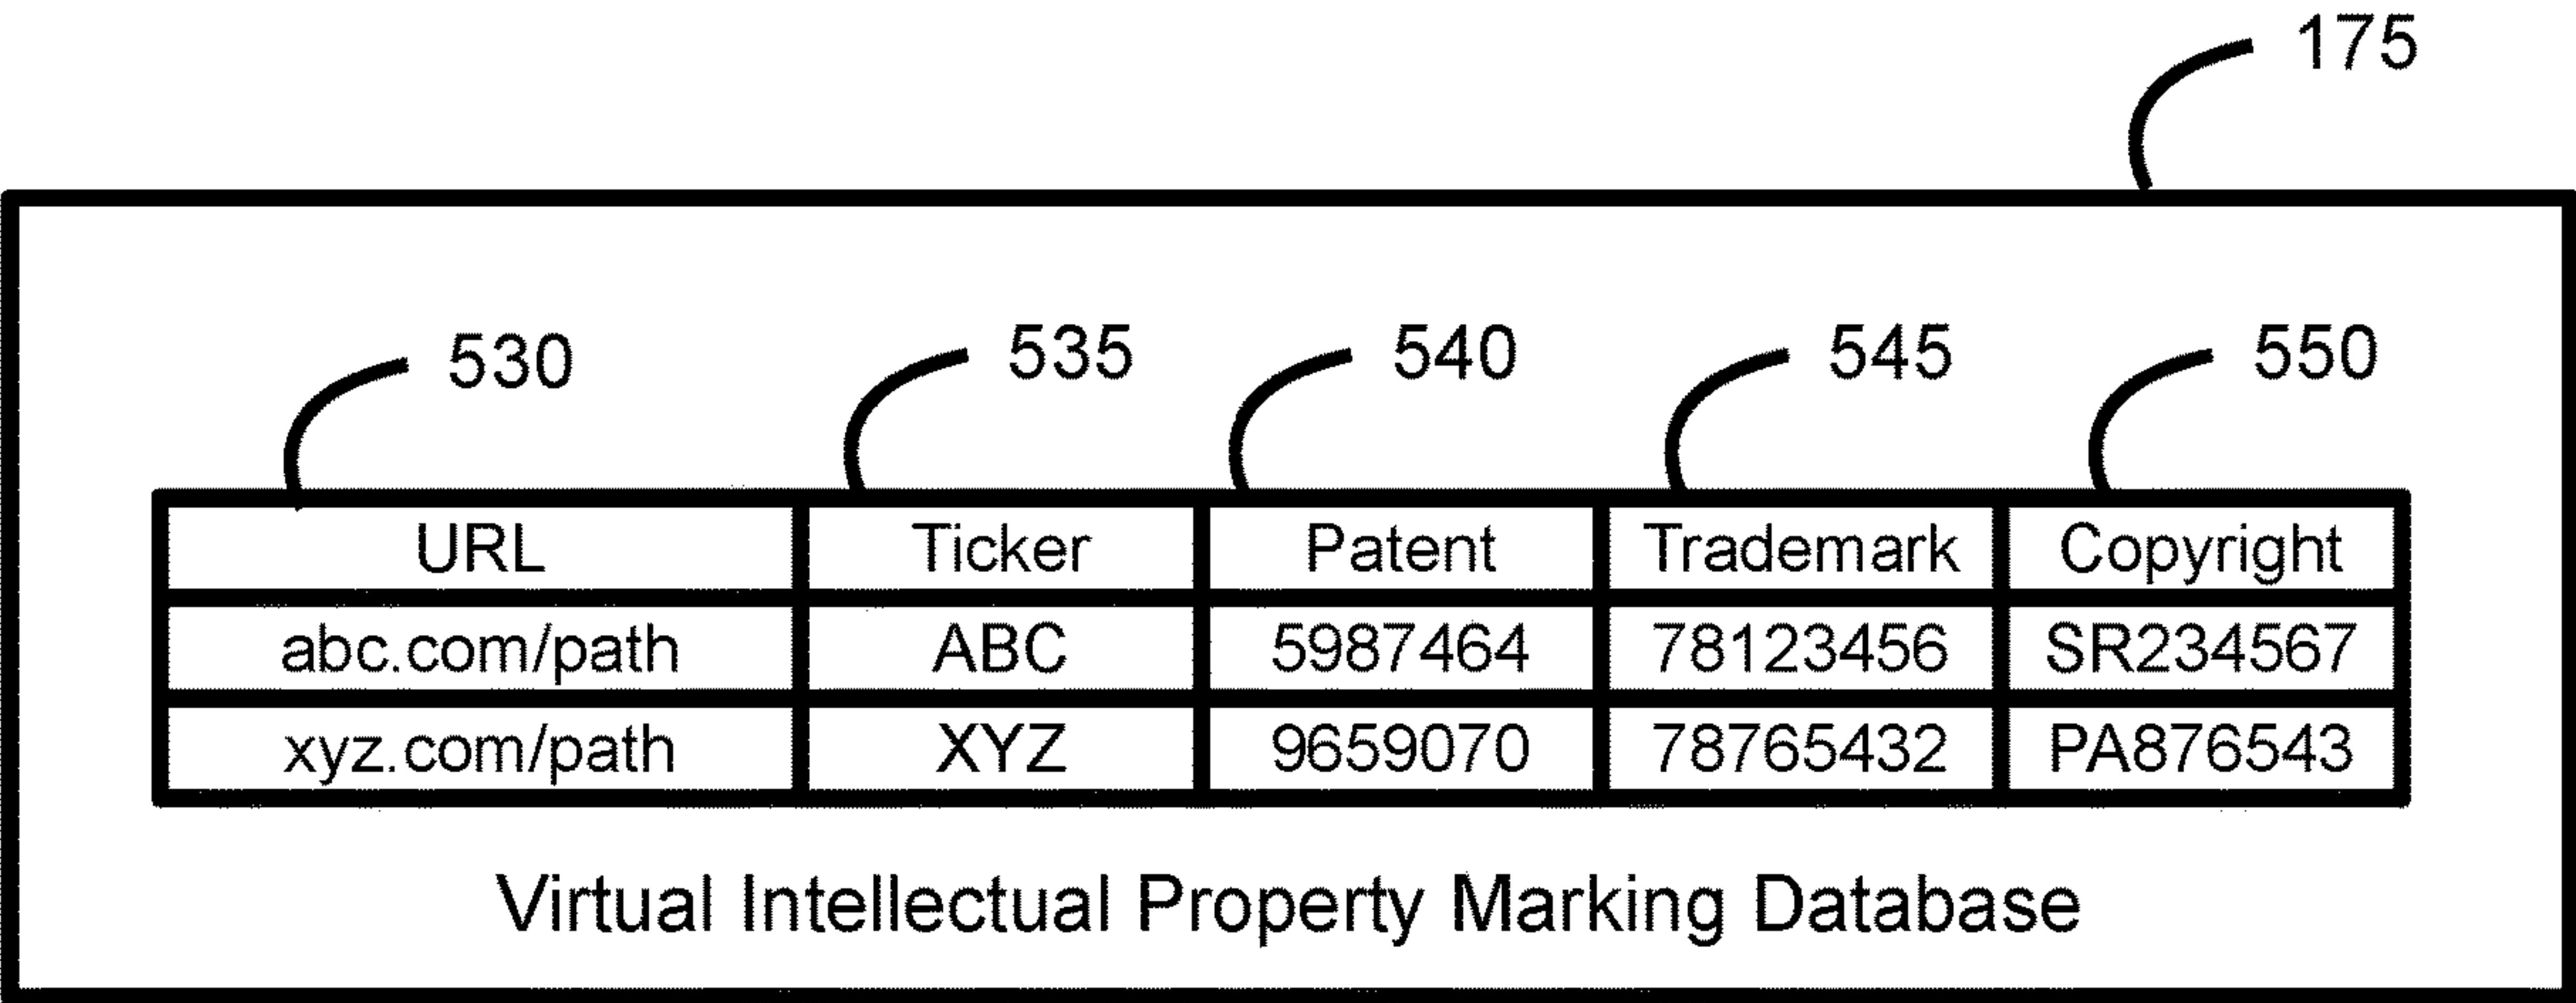 175
530 535 540 545 550
URL Ticker Patent Trademark Copyright
abc.com/path ABC 5987464 78123456 SR234567
xyz.com/path XYZ 9659070 78765432 PA876543
Virtual Intellectual Property Marking Database